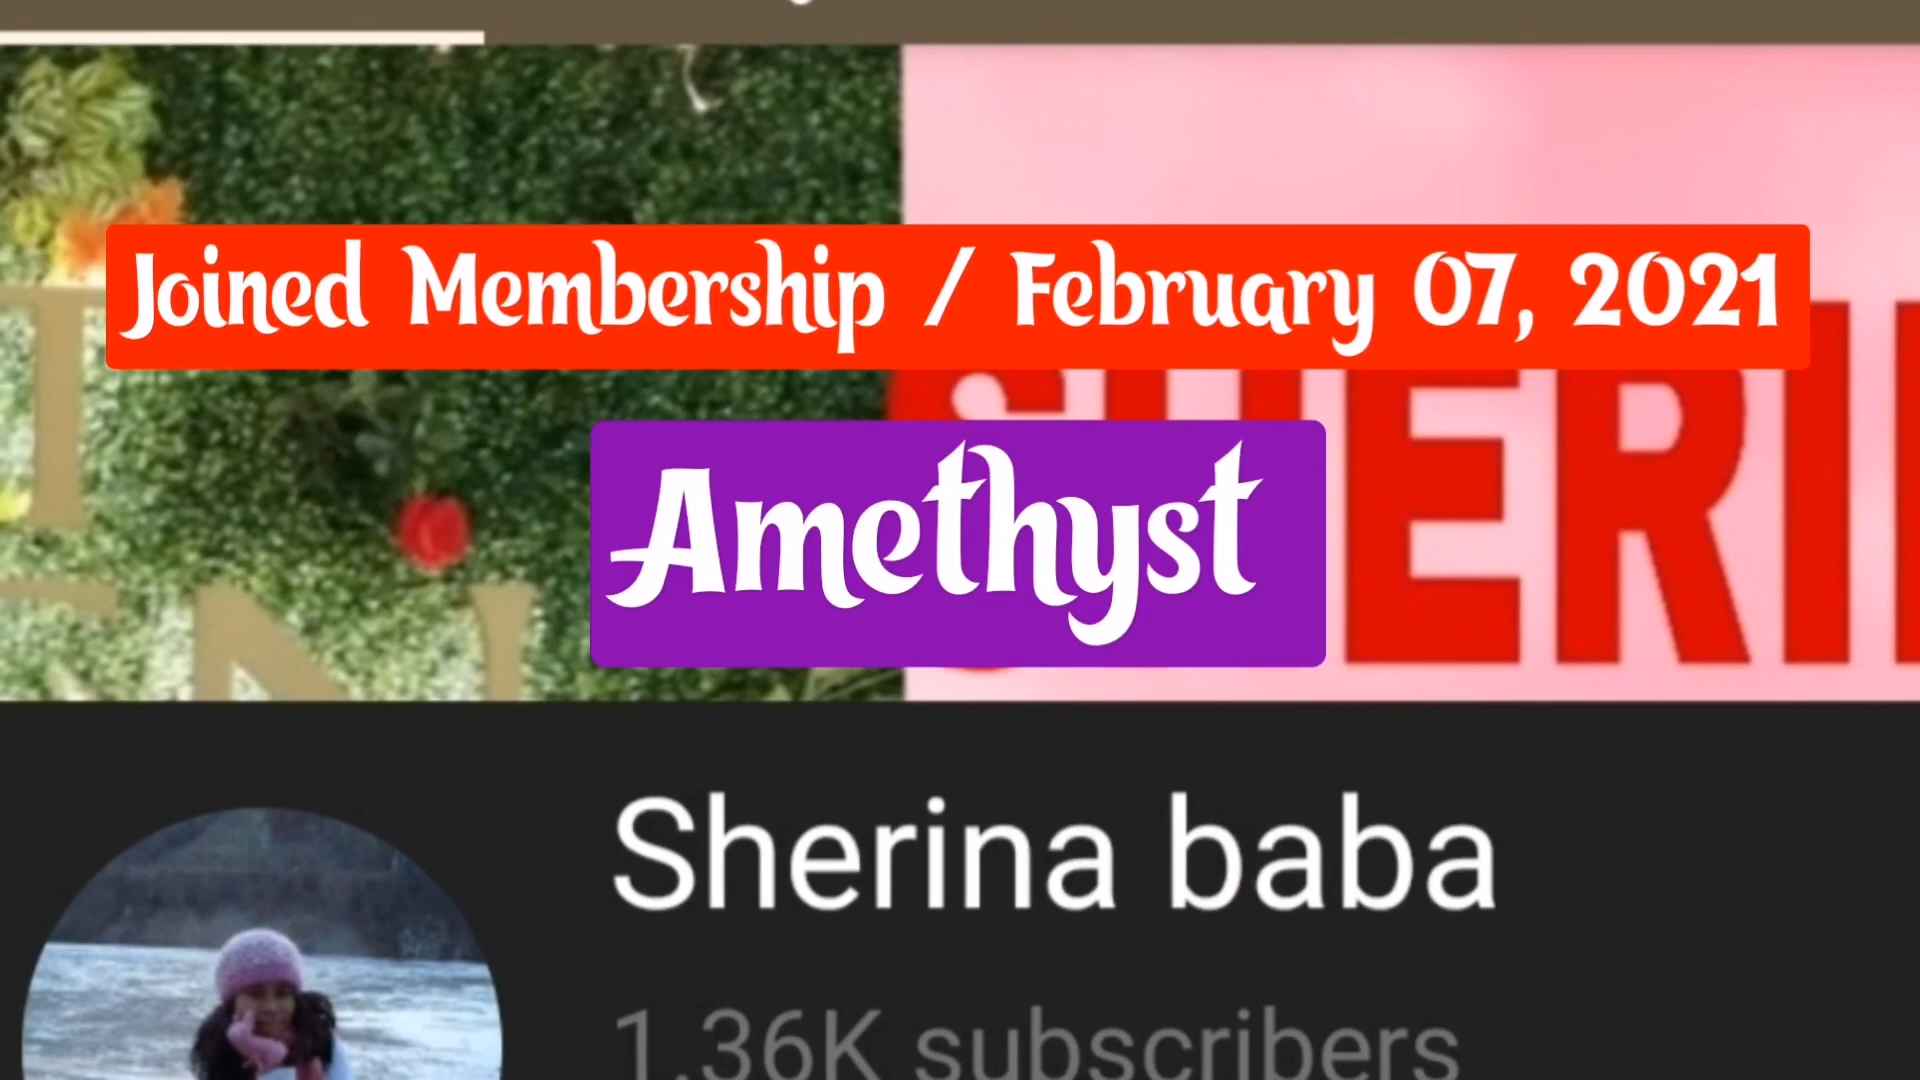 Joined Membership / February 07, 2021
Amethyst
Sherina baba
1.36K subscribers